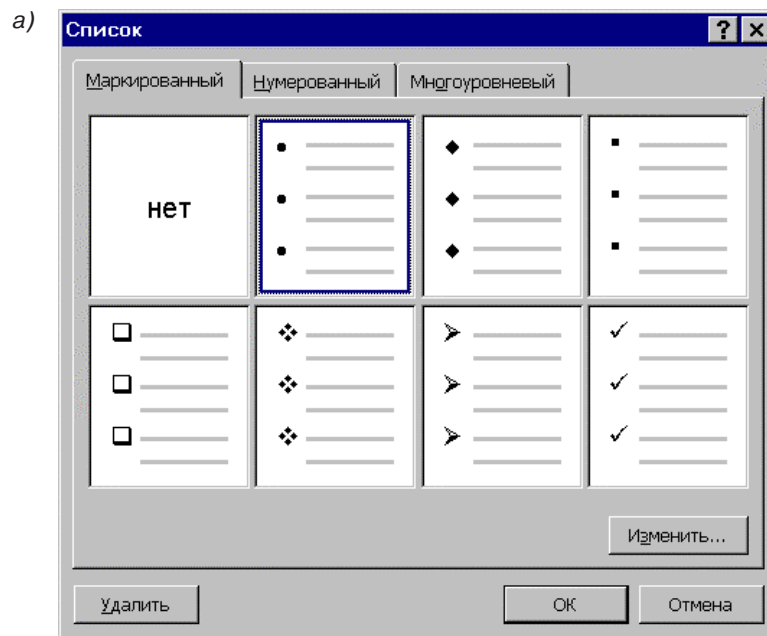 а)
Список
Маркированный Нумерованный Многоуровневый
нет
Изменить...
Удалить ОК Отмена